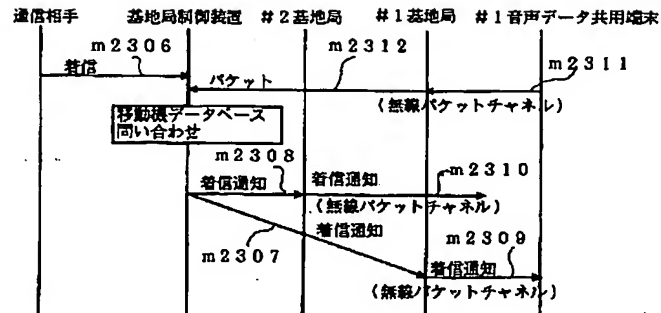 通信相手 基地局制御装置 #2基地局 #1基地局 #1音声データ共用端末
m2306 m2312 m2311
着信 パケット (無線パケットチャネル)
移動機データベース
問い合わせ
m2308 m2310
着信通知 着信通知
(無線パケットチャネル)
着信通知 m2309
m2307 着信通知
(無線パケットチャネル)